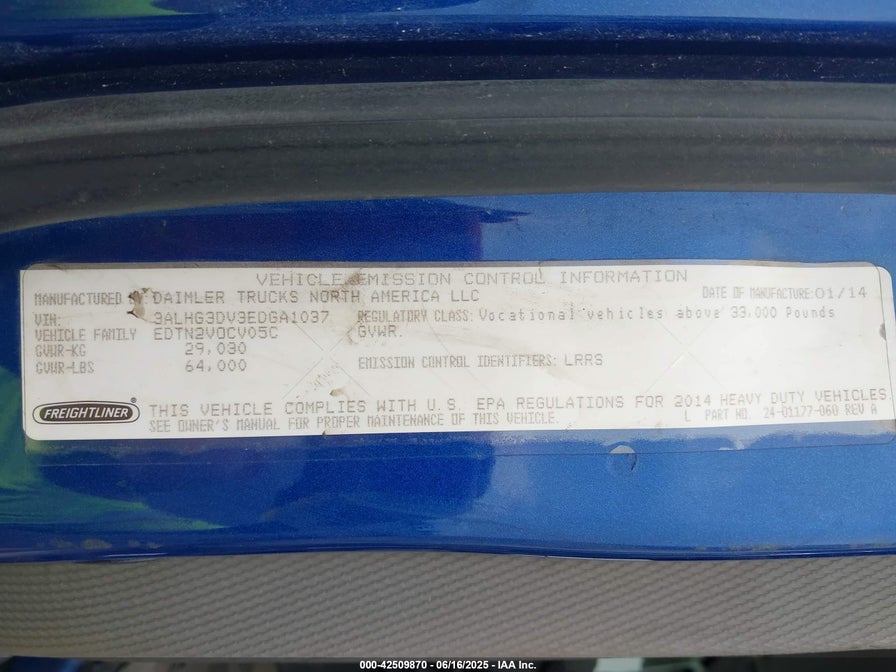 VEHICLE EMISSION CONTROL INFORMATION
MANUFACTURED BY DAIMLER TRUCKS NORTH AMERICA LLC DATE OF MANUFACTURE: 01/14
VIN: 3ALHG3DV3EDGA1037 REGULATORY CLASS: Vocational vehicles above 33,000 Pounds
VEHICLE FAMILY EDTN2VOCV05C GVWR.
GVWR-KG 29,030
GVWR-LBS 64,000 EMISSION CONTROL IDENTIFIERS: LRRS
FREIGHTLINER®
THIS VEHICLE COMPLIES WITH U.S. EPA REGULATIONS FOR 2014 HEAVY DUTY VEHICLES
SEE OWNER'S MANUAL FOR PROPER MAINTENANCE OF THIS VEHICLE. L PART NO. 24-01177-060 REV A
000-42509870 - 06/16/2025 - IAA Inc.